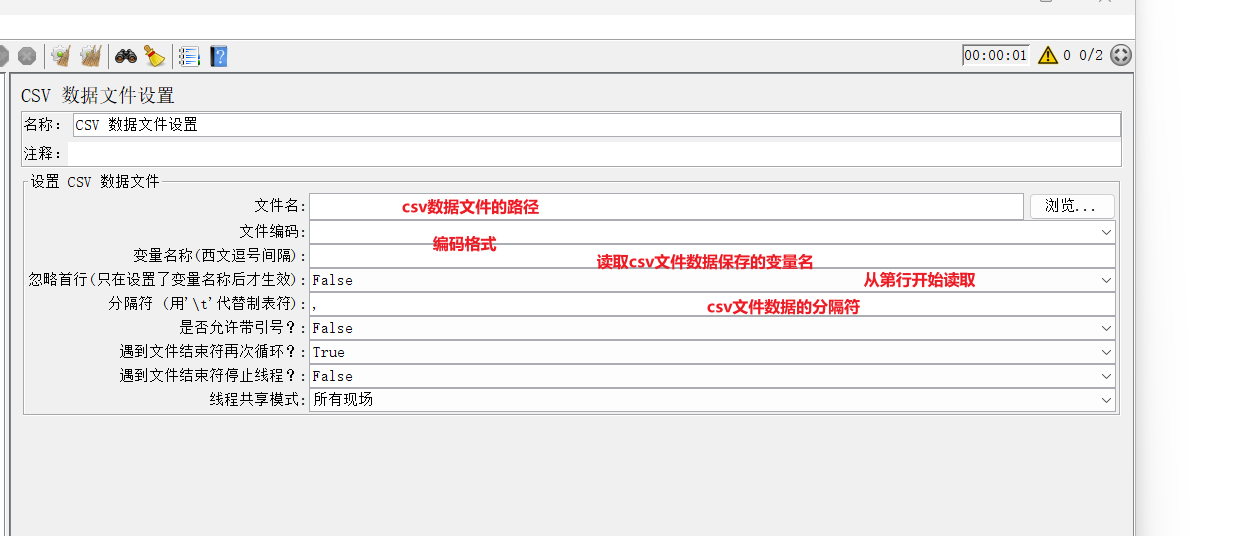 00:00:01 0 0/2
CSV 数据文件设置
名称： CSV 数据文件设置
注释：
设置 CSV 数据文件
文件名: csv数据文件的路径 浏览...
文件编码:
编码格式
变量名称(西文逗号间隔):
读取csv文件数据保存的变量名
忽略首行(只在设置了变量名称后才生效): False 从第行开始读取
分隔符 (用'\t'代替制表符): , csv文件数据的分隔符
是否允许带引号？: False
遇到文件结束符再次循环？: True
遇到文件结束符停止线程？: False
线程共享模式: 所有现场